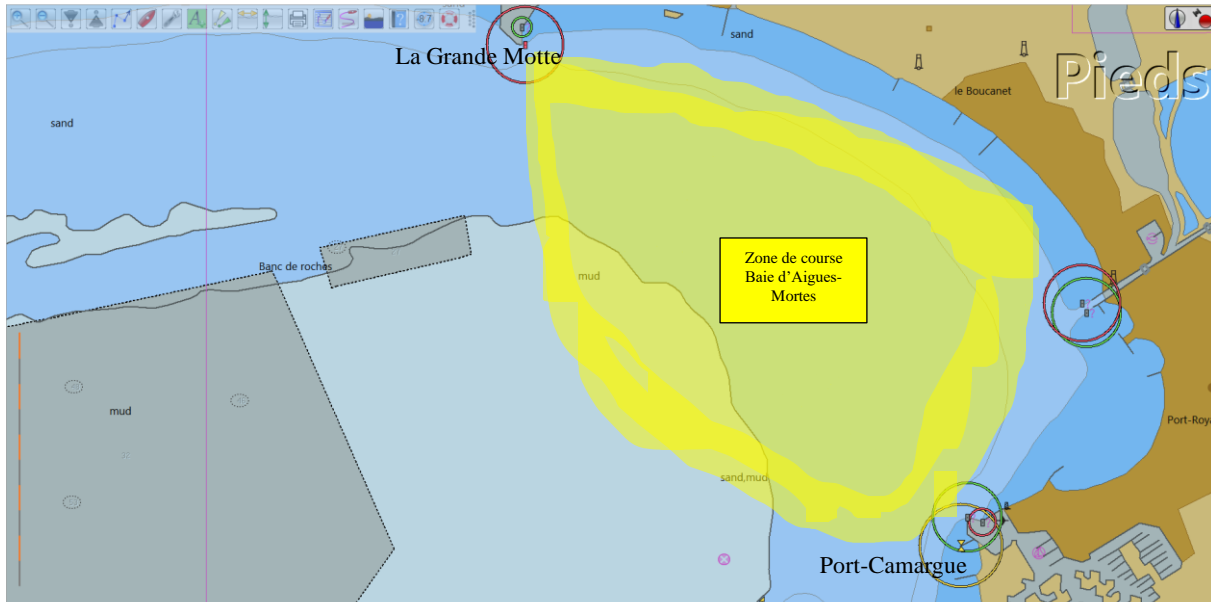 sand
La Grande Motte
sand
Pieds
le Boucanet
sand
Banc de roches
mud
Zone de course
Baie d'Aigues-
Mortes
mud
Port-Roya
sand,mud
Port-Camargue